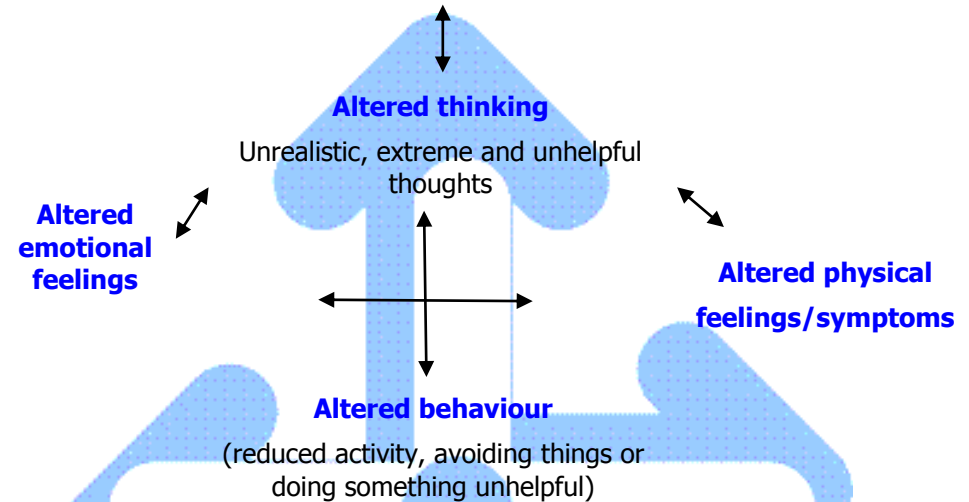 Altered thinking
Unrealistic, extreme and unhelpful
thoughts
Altered
emotional
feelings
Altered physical
feelings/symptoms
Altered behaviour
(reduced activity, avoiding things or
doing something unhelpful)